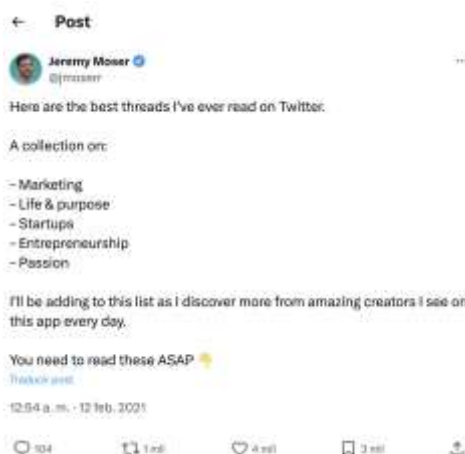 Post
Jeremy Moser
@jmoserr
Here are the best threads I've ever read on Twitter.
A collection on:
- Marketing
- Life & purpose
- Startups
- Entrepreneurship
- Passion
I'll be adding to this list as I discover more from amazing creators I see on
this app every day.
You need to read these ASAP 👇
Traducir post
12:54 a. m. · 12 feb. 2021
104
1 mil
4 mil
3 mil